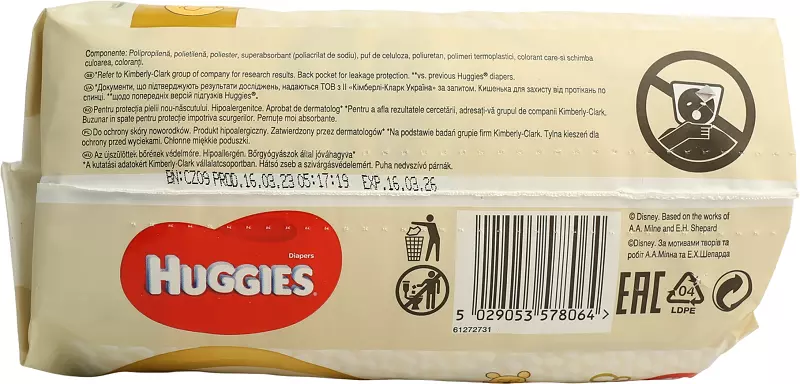 Componente: Polipropilenă, polietilenă, poliester, superabsorbant (poliacrilat de sodiu), puf de celuloza, poliuretan, polimeri termoplastici, colorant care-si schimba
culoarea, coloranți.
*Refer to Kimberly-Clark group of company for research results. Back pocket for leakage protection. **vs. previous Huggies® diapers.
*Документи, що підтверджують результати досліджень, надаються ТОВ з ІІ «Кімберлі-Кларк Україна» за запитом. Кишенька для захисту від протікань по
спинці. **щодо попередніх версій підгузків Huggies®.
Pentru protecția pielii nou-născutului. Hipoalergenitce. Aprobat de dermatolog* *Pentru a afla rezultatele cercetării, adresați-vă grupul de companii Kimberly-Clark.
Buzunar in spate pentru protecție împotriva scurgerilor. Pernuțe moi absorbante.
Do ochrony skóry noworodków. Produkt hipoalergiczny. Zatwierdzony przez dermatologów* *Na podstawie badań grupie firm Kimberly-Clark. Tylna kieszeń dla
ochrony przed wyciekami. Chłonne miękkie poduszki.
Az újszülöttek bőrének védelmére. Hipoallergén. Bőrgyógyászok által jóváhagyva*
*A kutatási adatokért Kimberly-Clark vállalatcsoportban. Hátsó zseb a szivárgásvédelemért. Puha nedvszívó párnák.
BN:CZ09 PROD.16.03.23 05:17:19 EXP.16.03.26
Diapers
HUGGIES
5 029053 578064 >
61272731
© Disney. Based on the works of
A.A. Milne and E.H. Shepard
©Disney. За мотивами творів та
робіт А.А.Мілна та Е.Х.Шепарда
EAC
04
LDPE